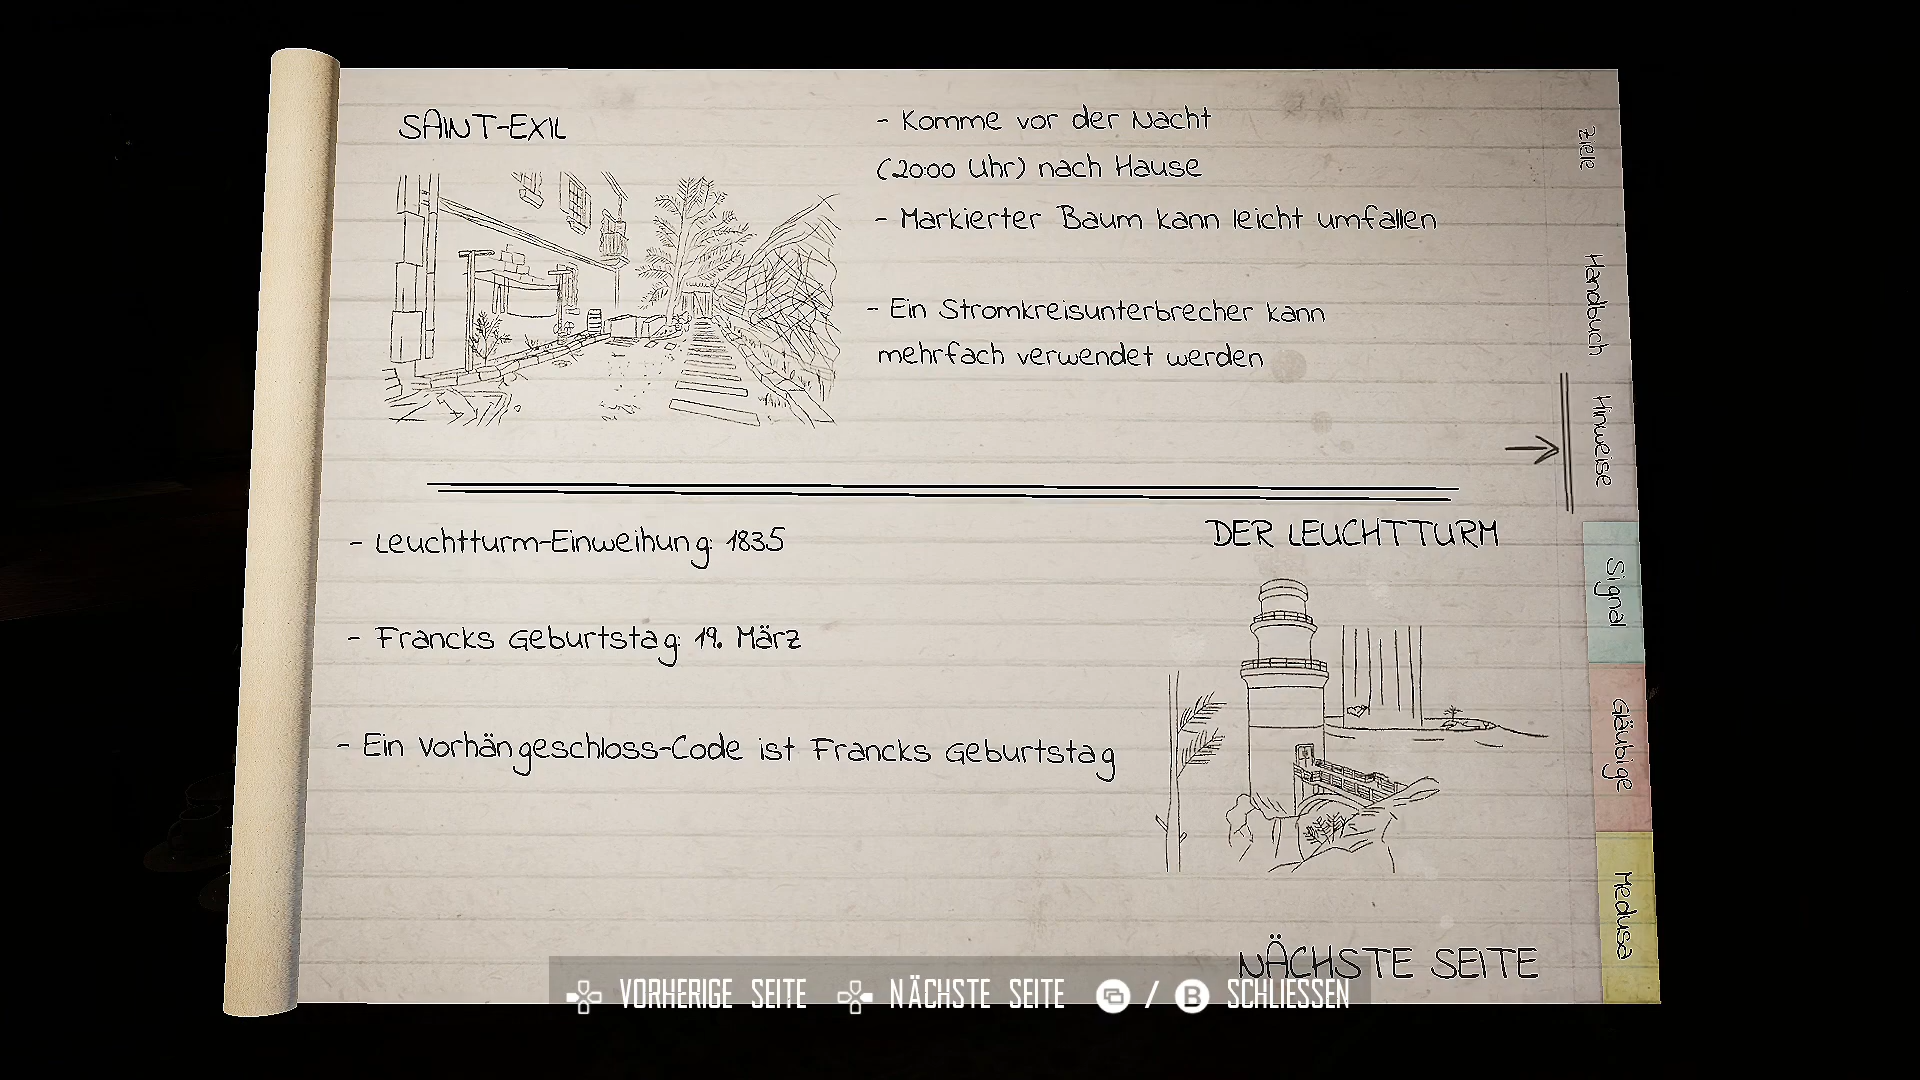 SAINT-EXIL
- Komme vor der Nacht
(20:00 Uhr) nach Hause
- Markierter Baum kann leicht umfallen
- Ein Stromkreisunterbrecher kann
mehrfach verwendet werden
DER LEUCHTTURM
- Leuchtturm-Einweihung: 1835
- Francks Geburtstag: 19. März
- Ein Vorhängeschloss-Code ist Francks Geburtstag
NÄCHSTE SEITE
Ziele
Handbuch
Hinweise
Signal
Gäubige
Medusa
VORHERIGE SEITE NÄCHSTE SEITE / B SCHLIESSEN